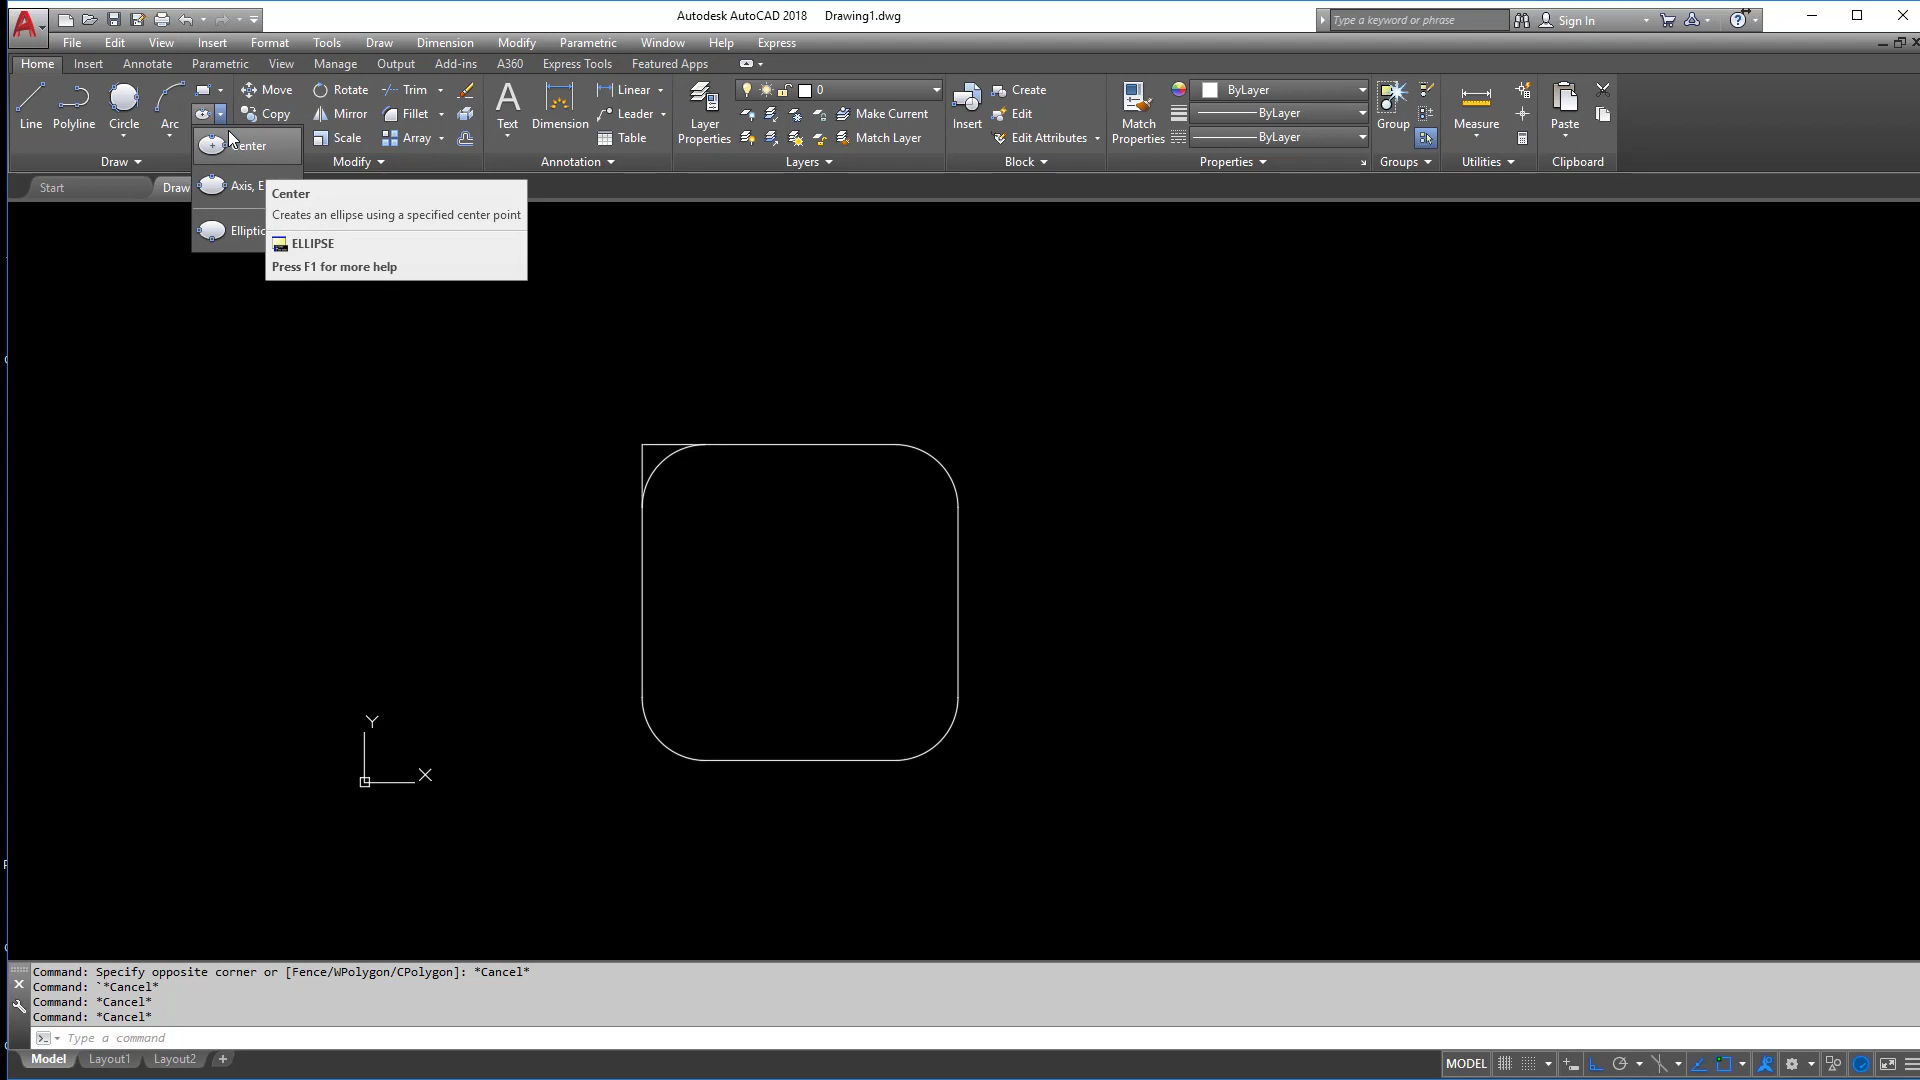 Autodesk AutoCAD 2018 Drawing1.dwg
Type a keyword or phrase
Sign In
File Edit View Insert Format Tools Draw Dimension Modify Parametric Window Help Express
Home Insert Annotate Parametric View Manage Output Add-ins A360 Express Tools Featured Apps
Line Polyline Circle Arc
Move Rotate Trim
Copy Mirror Fillet
Scale Array
Text Dimension
Linear
Leader
Table
Layer Properties
0
Make Current
Match Layer
Insert
Create
Edit
Edit Attributes
Match Properties
ByLayer
ByLayer
ByLayer
Group
Measure
Paste
Draw Modify Annotation Layers Block Properties Groups Utilities Clipboard
Start
Draw
Axis, E
Elliptic
Center
Creates an ellipse using a specified center point
ELLIPSE
Press F1 for more help
Y
X
Command: Specify opposite corner or [Fence/WPolygon/CPolygon]: *Cancel*
Command: `*Cancel*
Command: *Cancel*
Command: *Cancel*
Type a command
Model Layout1 Layout2 +
MODEL